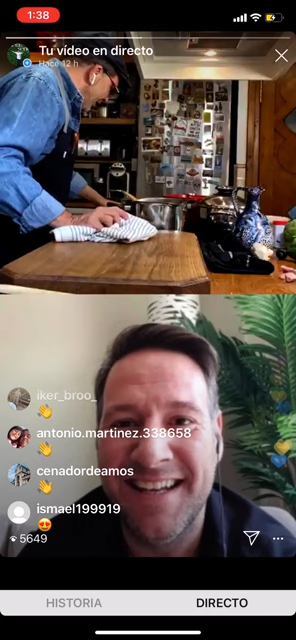 1:38
Tu vídeo en directo
Hace 12 h
iker_broo_
👏
antonio.martinez.338658
👏
cenadordeamos
👏
ismael199919
😍
5649
HISTORIA
DIRECTO